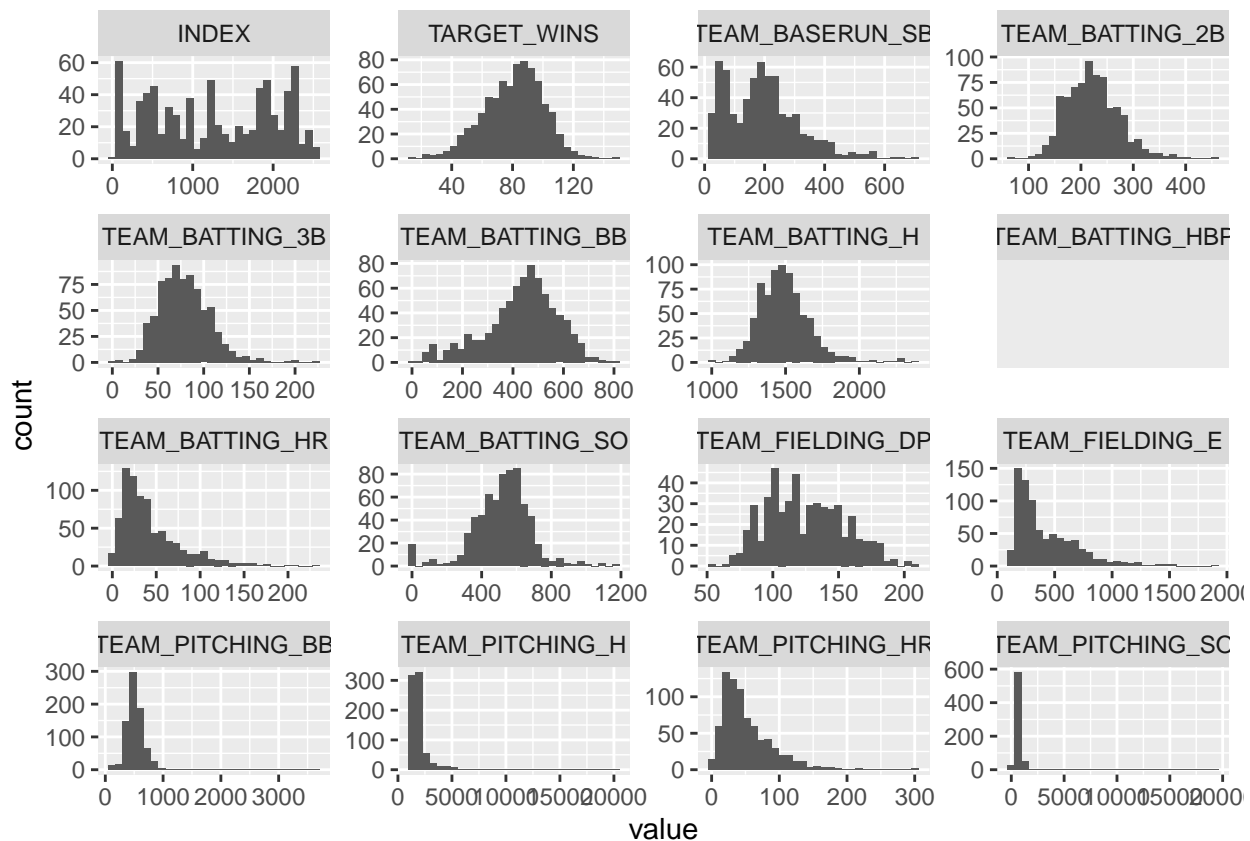 INDEX
TARGET_WINS
TEAM_BASERUN_SB
TEAM_BATTING_2B
60
40
20
0
0 1000 2000
80
60
40
20
0
40 80 120
60
40
20
0
0 200 400 600
100
75
50
25
0
100 200 300 400
TEAM_BATTING_3B
TEAM_BATTING_BB
TEAM_BATTING_H
TEAM_BATTING_HBP
75
50
25
0
0 50 100 150 200
80
60
40
20
0
0 200 400 600 800
100
75
50
25
0
1000 1500 2000
count
TEAM_BATTING_HR
TEAM_BATTING_SO
TEAM_FIELDING_DP
TEAM_FIELDING_E
100
50
0
0 50 100 150 200
80
60
40
20
0
0 400 800 1200
40
30
20
10
0
50 100 150 200
150
100
50
0
0 500 1000 1500 2000
TEAM_PITCHING_BB
TEAM_PITCHING_H
TEAM_PITCHING_HR
TEAM_PITCHING_SO
300
200
100
0
0 1000 2000 3000
300
200
100
0
0 5000 10000 15000 20000
100
50
0
0 100 200 300
600
400
200
0
0 5000 10000 15000 20000
value